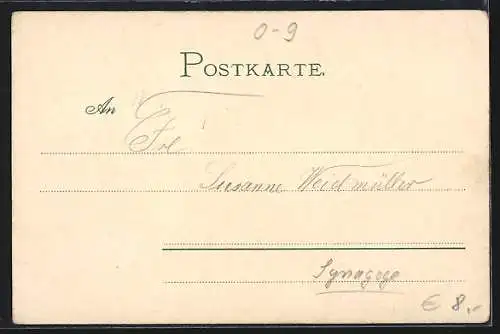 0-9
POSTKARTE.
An
Frl
Susanne Weidmüller
Synagoge
€ 8,-